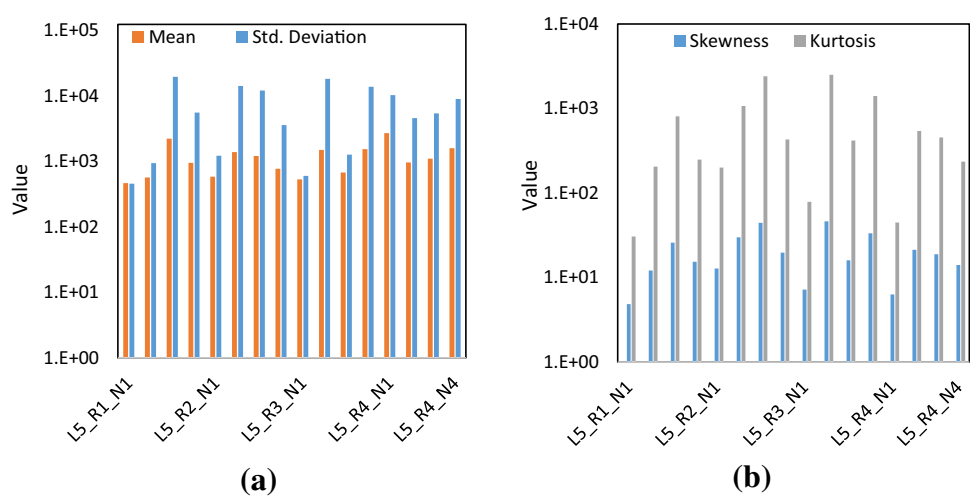 Mean
Std. Deviation
1.E+05
1.E+04
1.E+03
1.E+02
1.E+01
1.E+00
Value
L5_R1_N1
L5_R2_N1
L5_R3_N1
L5_R4_N1
L5_R4_N4
(a)
Skewness
Kurtosis
1.E+04
1.E+03
1.E+02
1.E+01
1.E+00
Value
L5_R1_N1
L5_R2_N1
L5_R3_N1
L5_R4_N1
L5_R4_N4
(b)